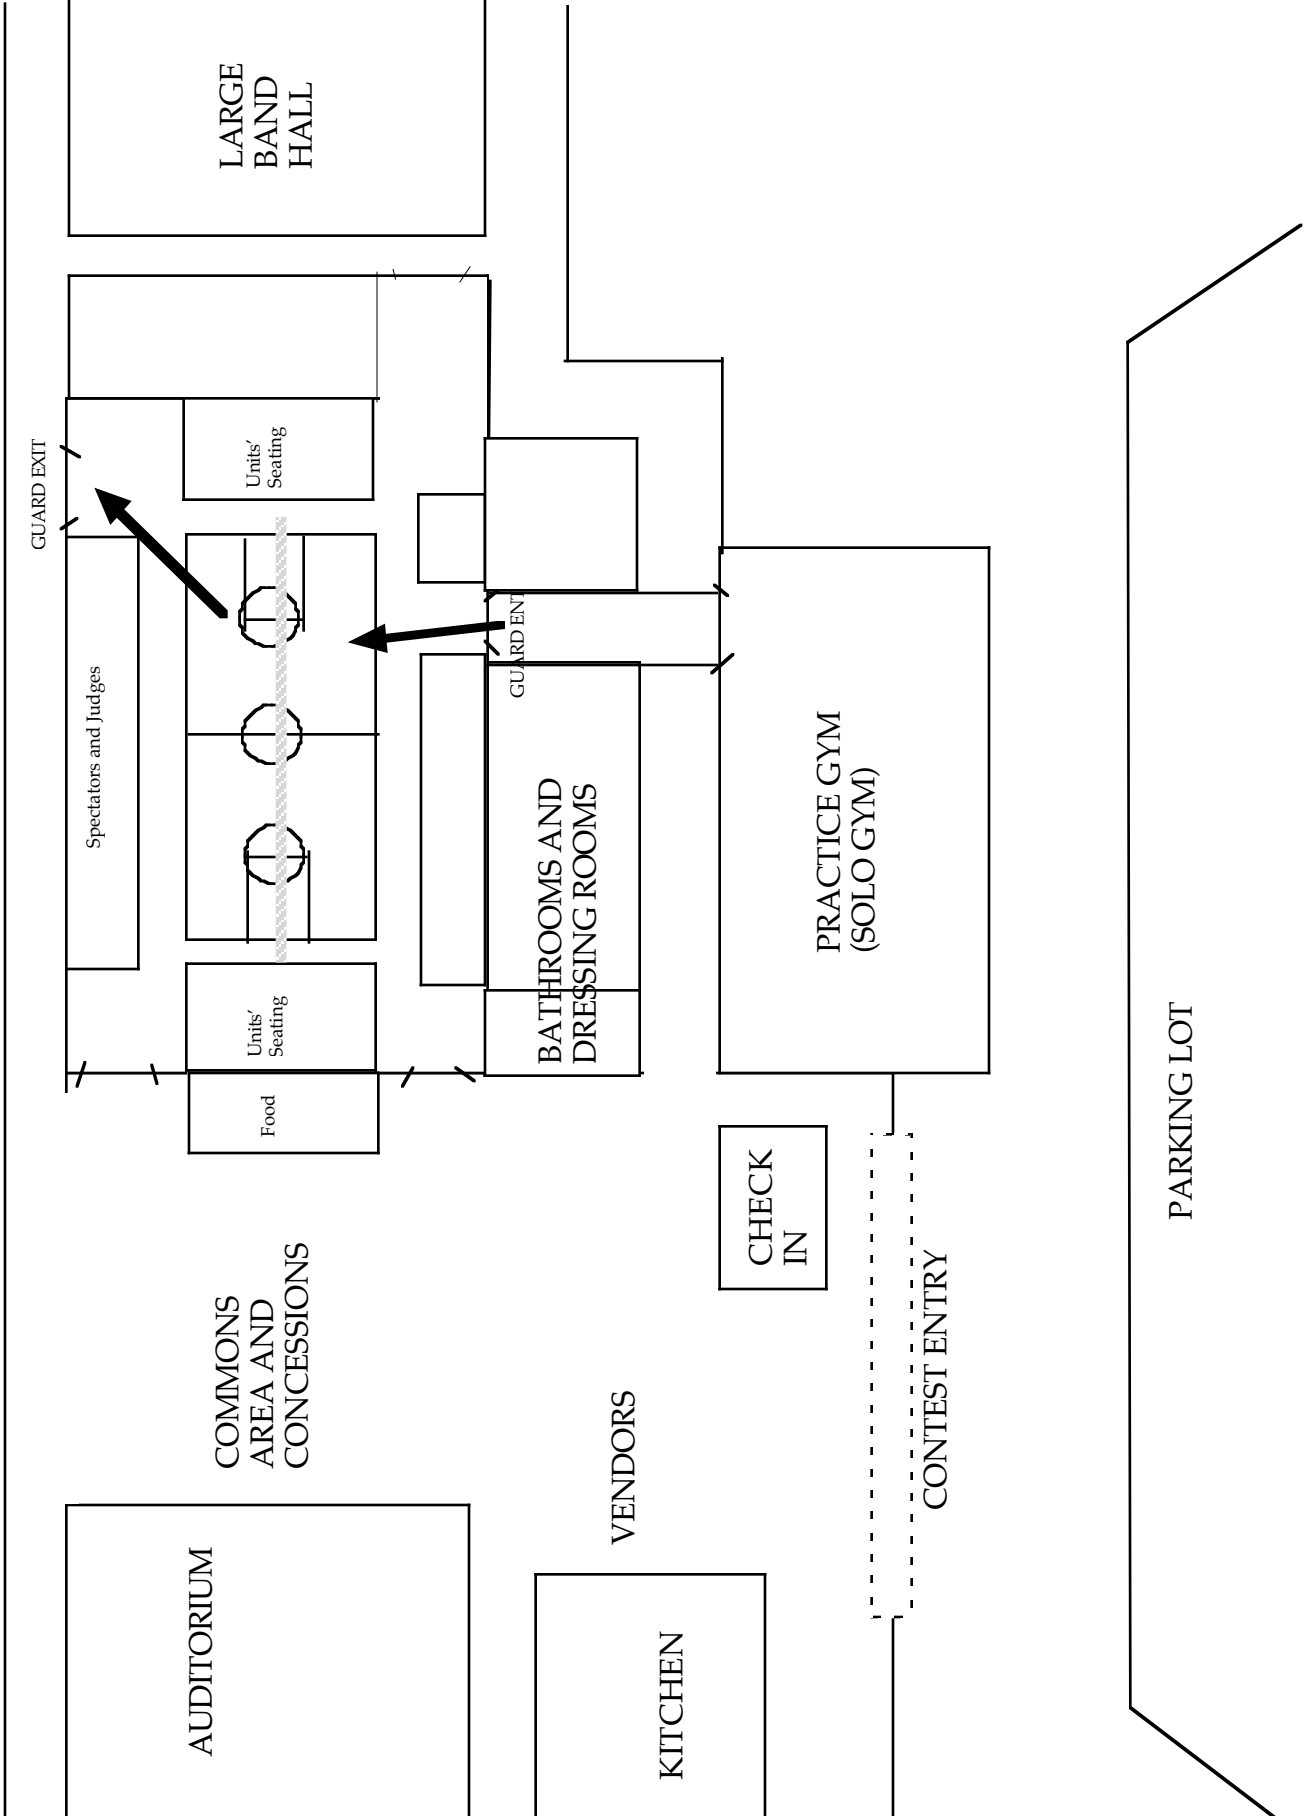 GUARD EXIT
Spectators and Judges
AUDITORIUM
COMMONS
AREA AND
CONCESSIONS
Food
Units'
Seating
Units'
Seating
LARGE
BAND
HALL
GUARD ENT
BATHROOMS AND
DRESSING ROOMS
VENDORS
KITCHEN
CHECK
IN
PRACTICE GYM
(SOLO GYM)
CONTEST ENTRY
PARKING LOT